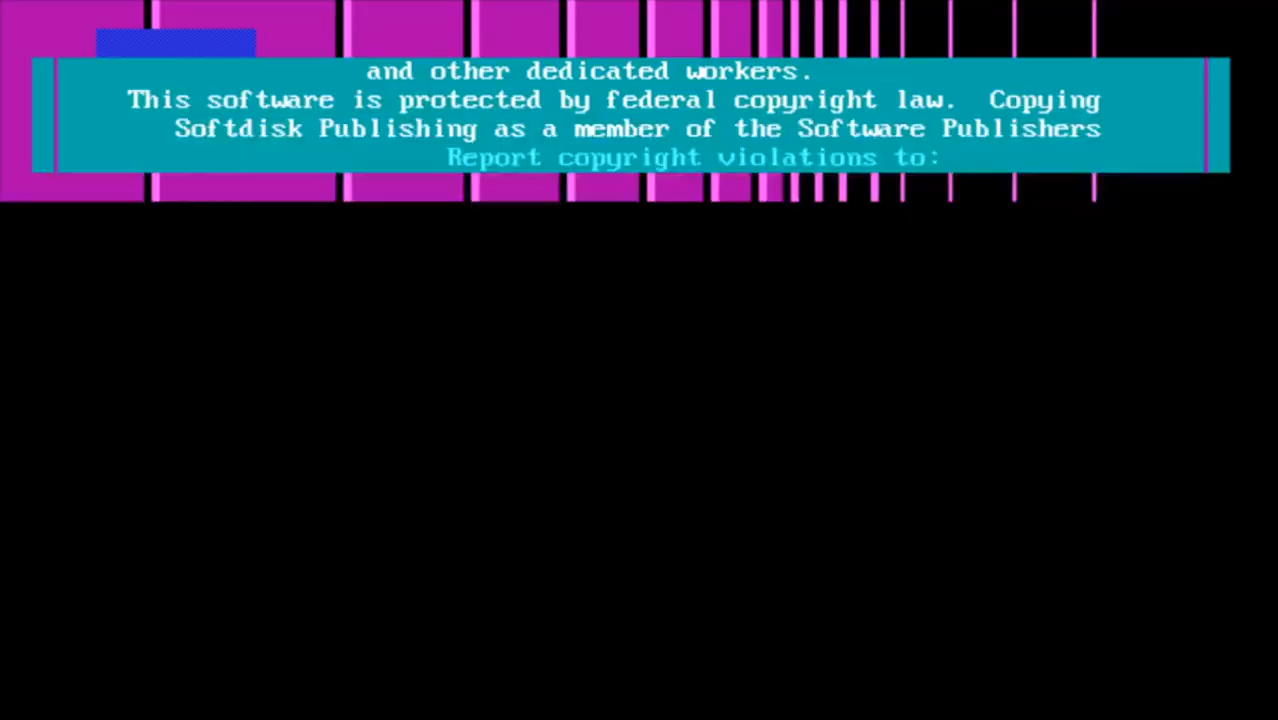 and other dedicated workers.
This software is protected by federal copyright law.  Copying
Softdisk Publishing as a member of the Software Publishers
Report copyright violations to: